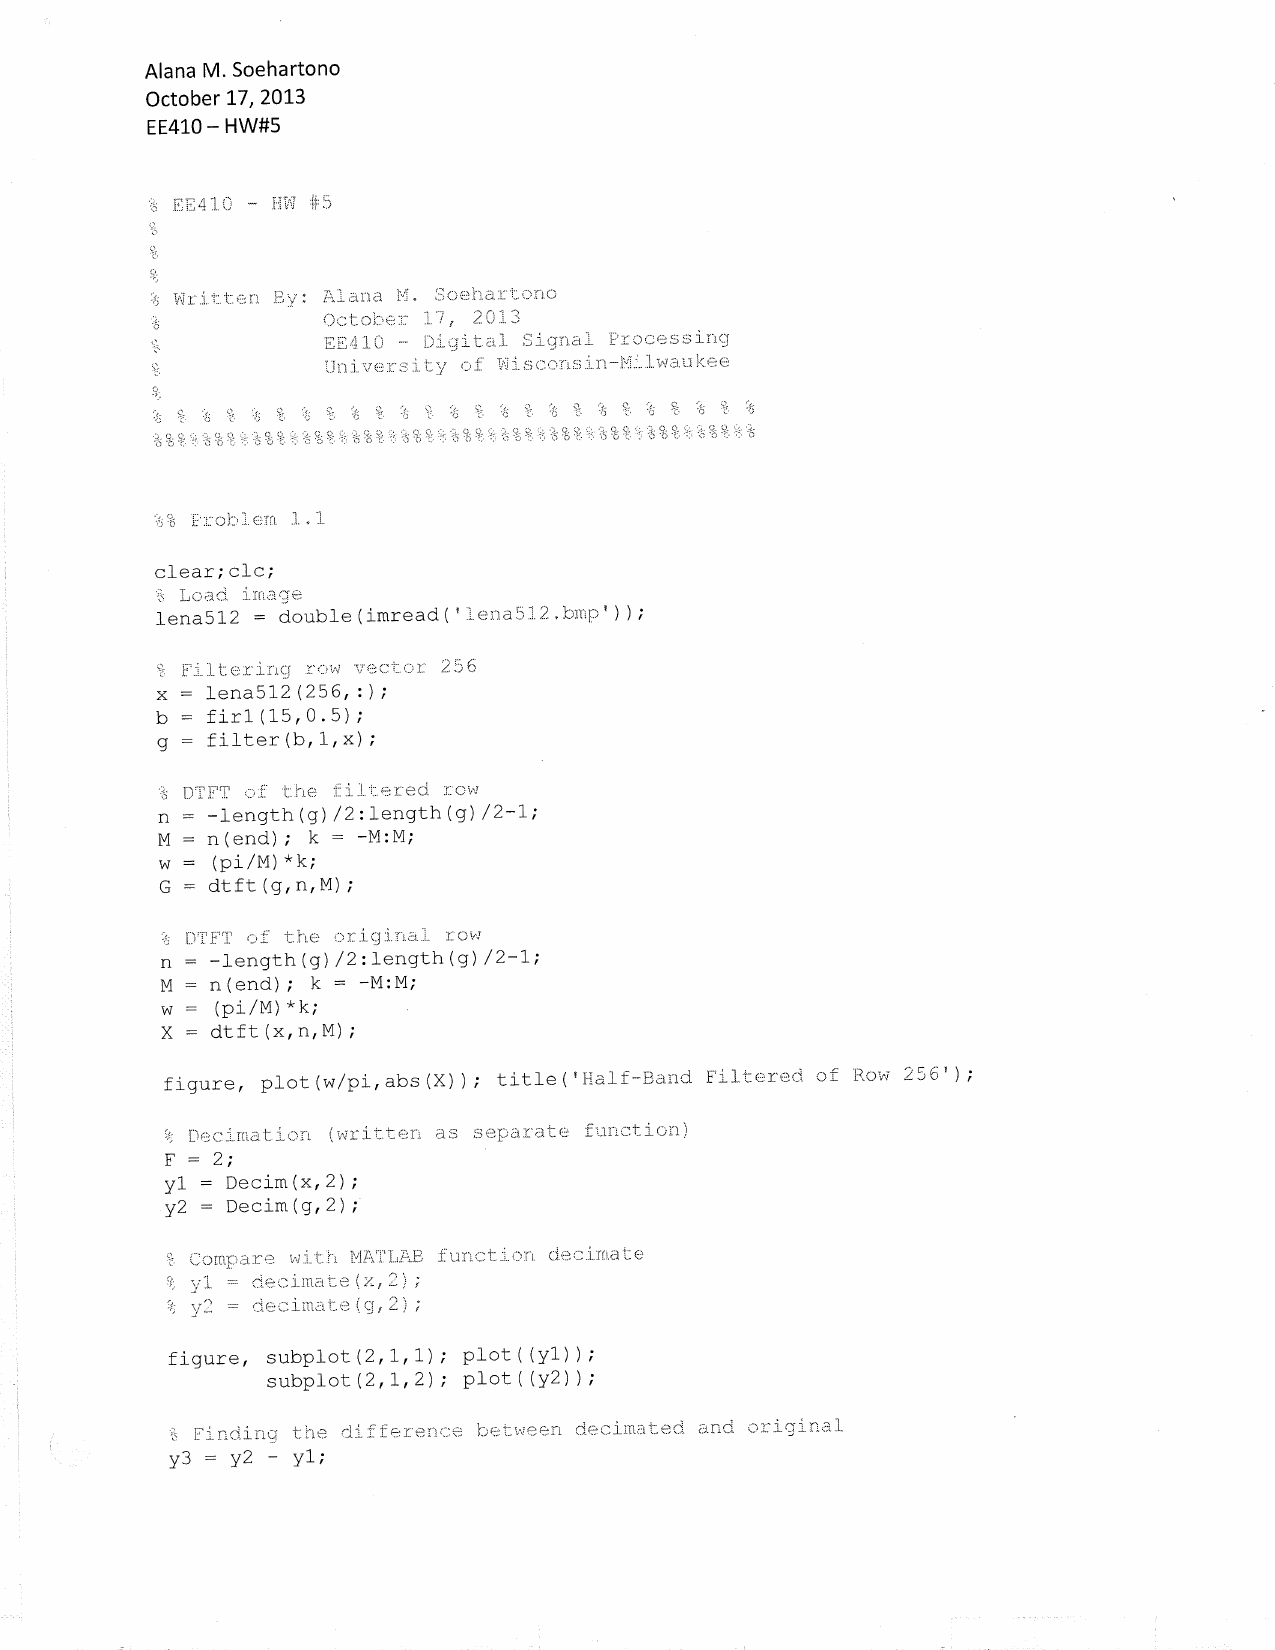 Alana M. Soehartono
October 17, 2013
EE410 – HW#5
% EE410 - HW #5
%
%
%
% Written By: Alana M. Soehartono
% October 17, 2013
% EE410 - Digital Signal Processing
% University of Wisconsin-Milwaukee
%
% % % % % % % % % % % % % % % % % % % % % % % % %
%%%%%%%%%%%%%%%%%%%%%%%%%%%%%%%%%%%%%%%%%%%%%%%%%
%% Problem 1.1
clear;clc;
% Load image
lena512 = double(imread('lena512.bmp'));
% Filtering row vector 256
x = lena512(256,:);
b = fir1(15,0.5);
g = filter(b,1,x);
% DTFT of the filtered row
n = -length(g)/2:length(g)/2-1;
M = n(end); k = -M:M;
w = (pi/M)*k;
G = dtft(g,n,M);
% DTFT of the original row
n = -length(g)/2:length(g)/2-1;
M = n(end); k = -M:M;
w = (pi/M)*k;
X = dtft(x,n,M);
figure, plot(w/pi,abs(X)); title('Half-Band Filtered of Row 256');
% Decimation (written as separate function)
F = 2;
y1 = Decim(x,2);
y2 = Decim(g,2);
% Compare with MATLAB function decimate
% y1 = decimate(x,2);
% y2 = decimate(g,2);
figure, subplot(2,1,1); plot((y1));
subplot(2,1,2); plot((y2));
% Finding the difference between decimated and original
y3 = y2 - y1;